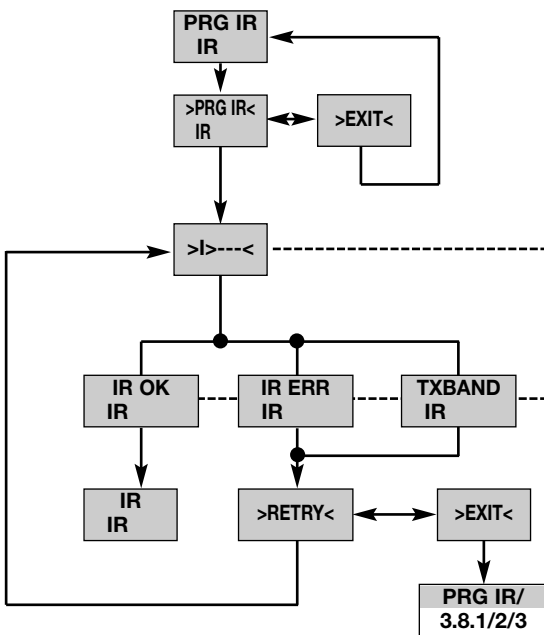 PRG IR
IR
>PRG IR<
IR
>EXIT<
>I>---<
IR OK
IR
IR ERR
IR
TXBAND
IR
IR
IR
>RETRY<
>EXIT<
PRG IR/
3.8.1/2/3